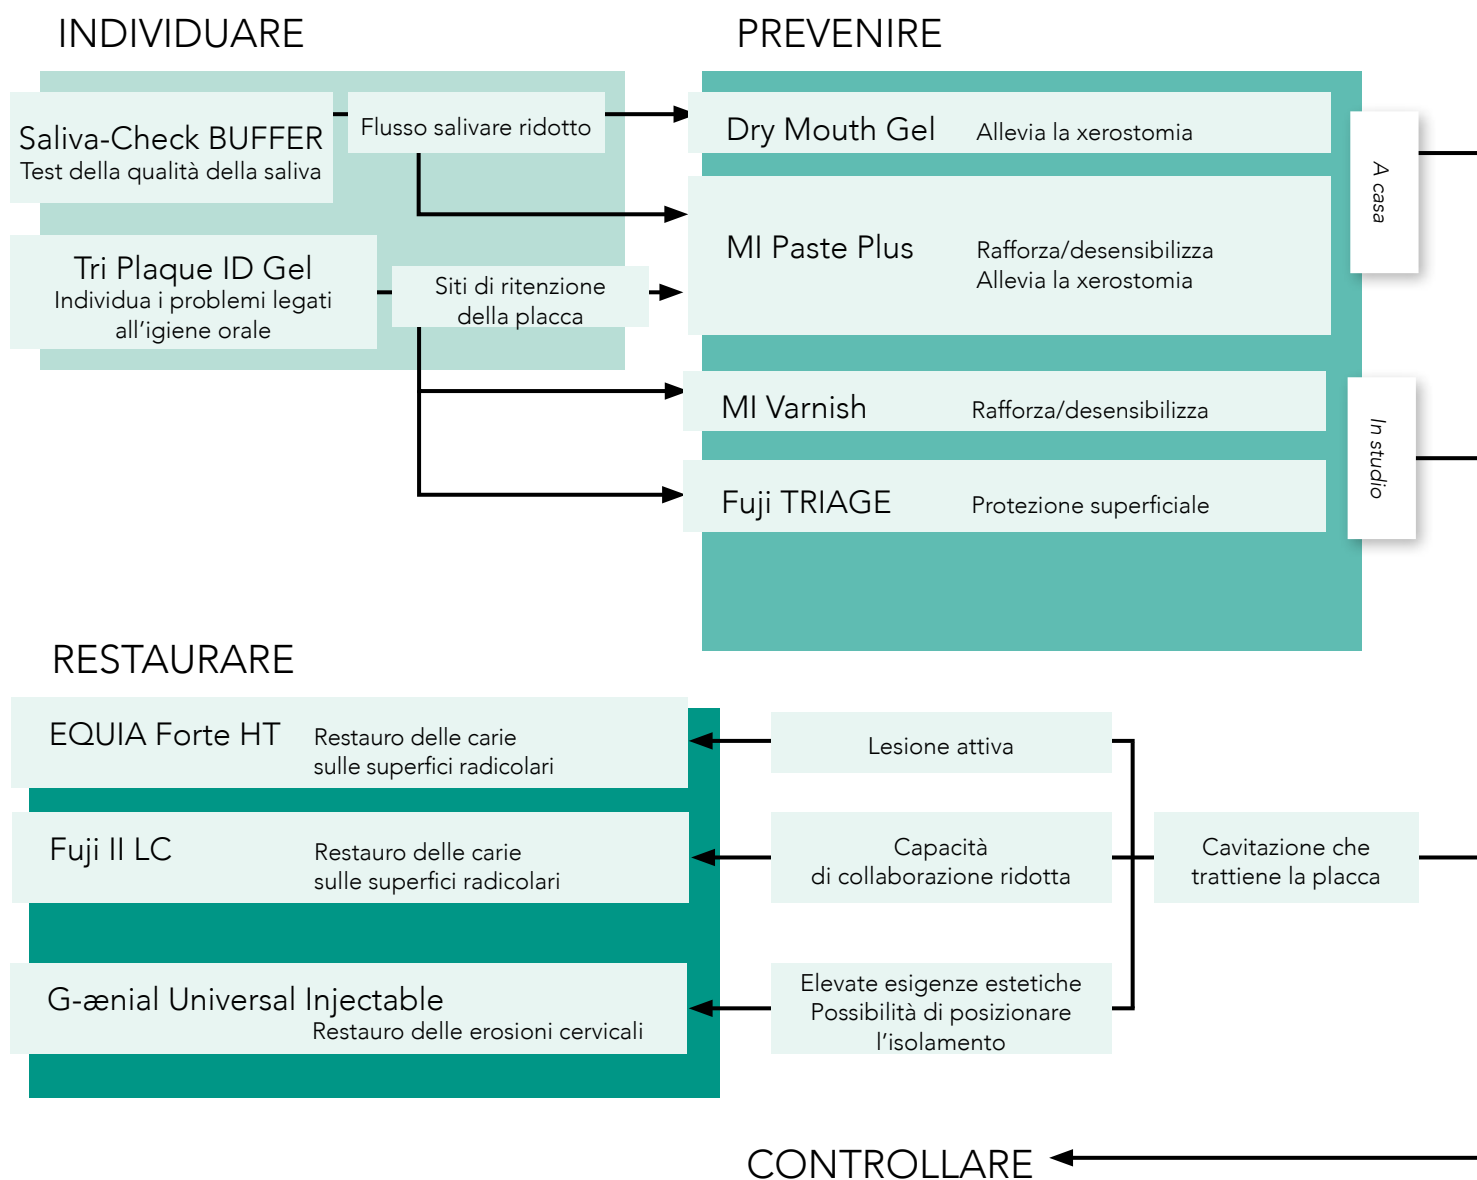 INDIVIDUARE
Saliva-Check BUFFER
Test della qualità della saliva
Flusso salivare ridotto
Tri Plaque ID Gel
Individua i problemi legati
all’igiene orale
Siti di ritenzione
della placca
PREVENIRE
Dry Mouth Gel
Allevia la xerostomia
MI Paste Plus
Rafforza/desensibilizza
Allevia la xerostomia
MI Varnish
Rafforza/desensibilizza
Fuji TRIAGE
Protezione superficiale
A casa
In studio
RESTAURARE
EQUIA Forte HT
Restauro delle carie
sulle superfici radicolari
Fuji II LC
Restauro delle carie
sulle superfici radicolari
G-ænial Universal Injectable
Restauro delle erosioni cervicali
Lesione attiva
Capacità
di collaborazione ridotta
Elevate esigenze estetiche
Possibilità di posizionare
l’isolamento
Cavitazione che
trattiene la placca
CONTROLLARE